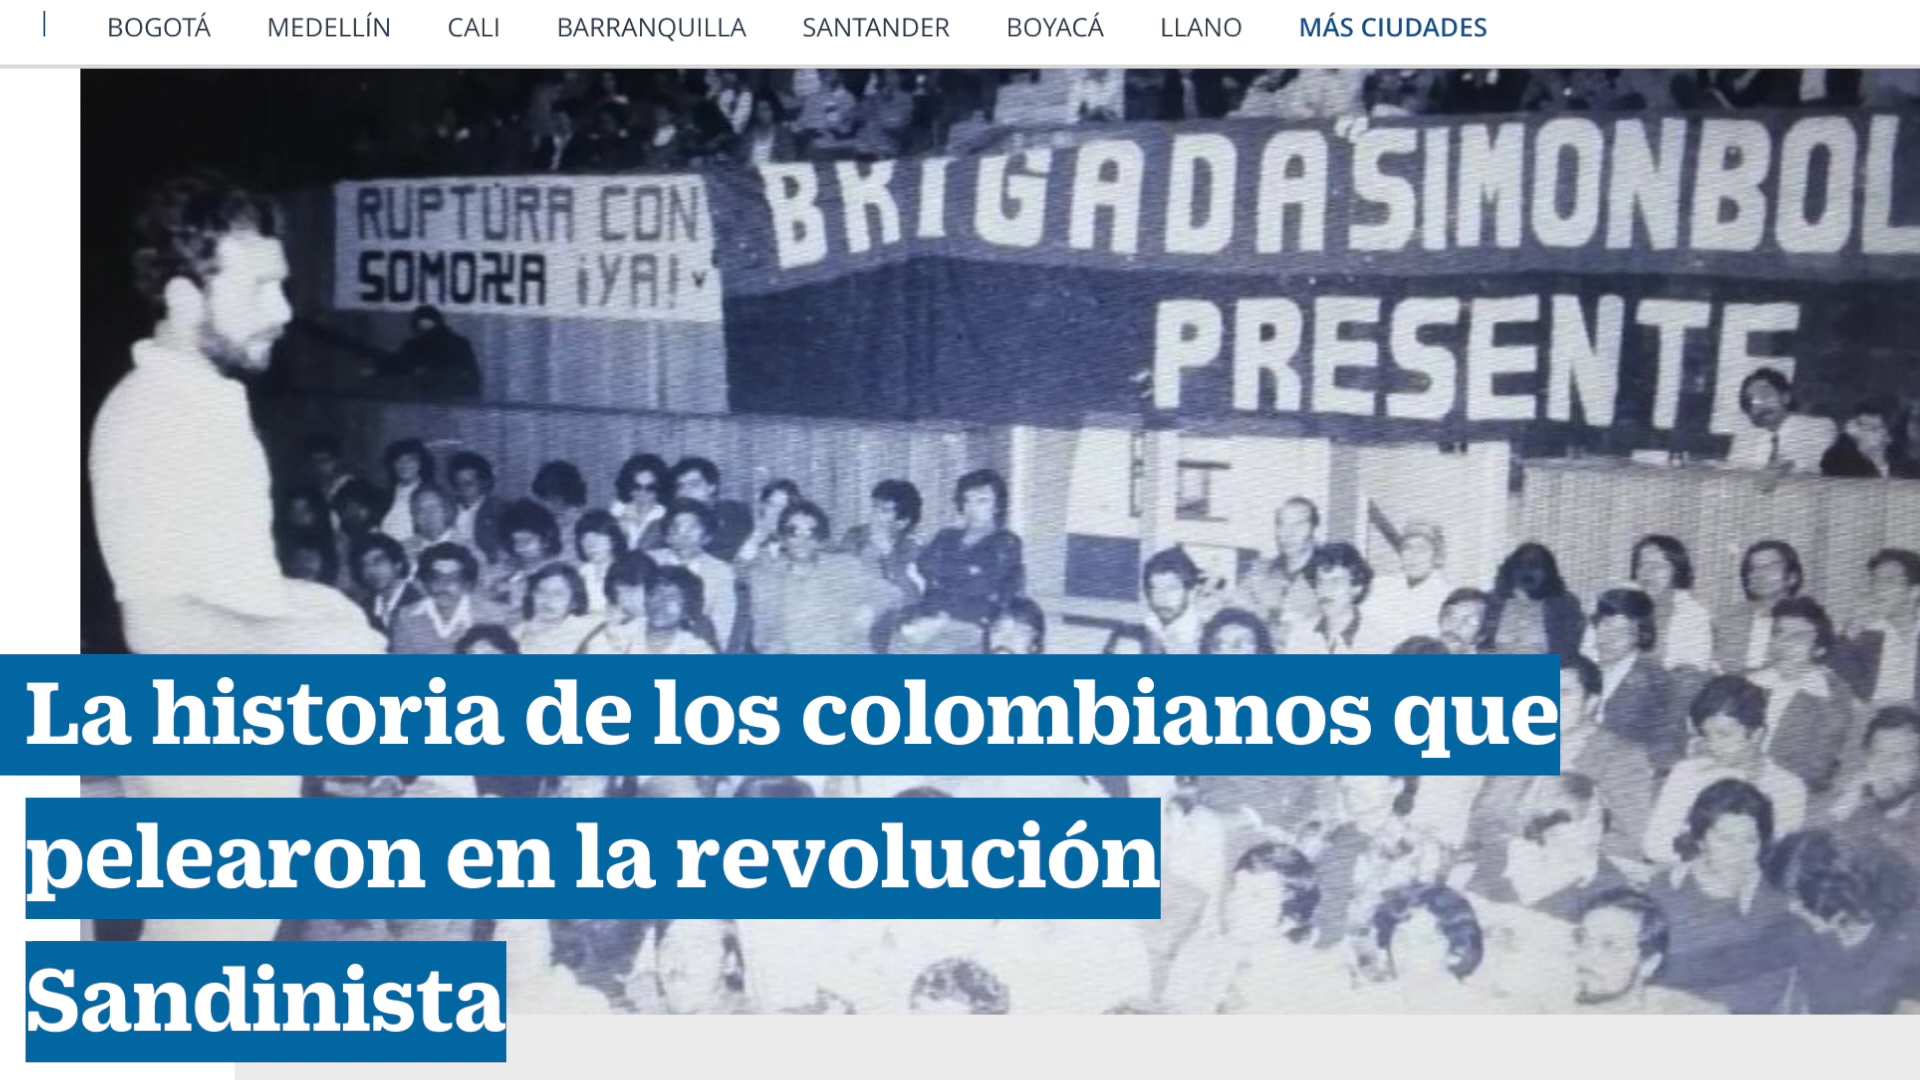 BOGOTÁ MEDELLÍN CALI BARRANQUILLA SANTANDER BOYACÁ LLANO MÁS CIUDADES
RUPTURA CON
SOMOZA ¡YA!
BRIGADA SIMON BOL
PRESENTE
La historia de los colombianos que
pelearon en la revolución
Sandinista